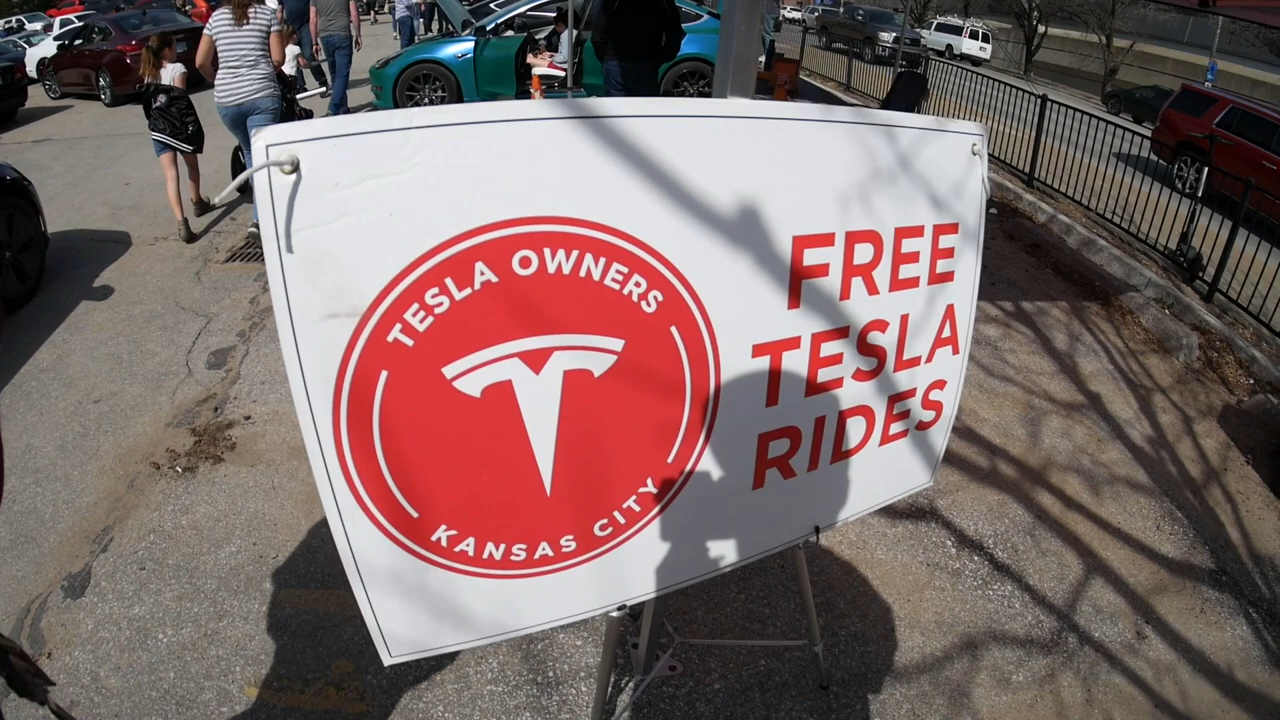 TESLA OWNERS
KANSAS CITY
FREE
TESLA
RIDES